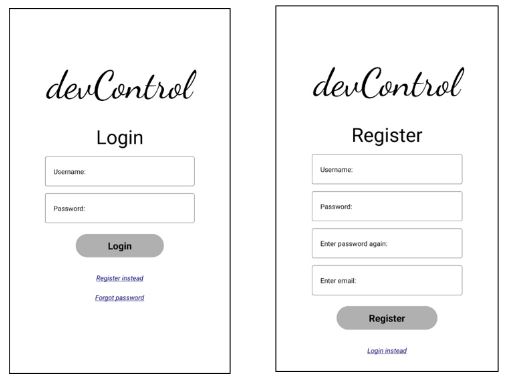 devControl
Login
Username:
Password:
Login
Register instead
Forgot password
devControl
Register
Username:
Password:
Enter password again:
Enter email:
Register
Login instead